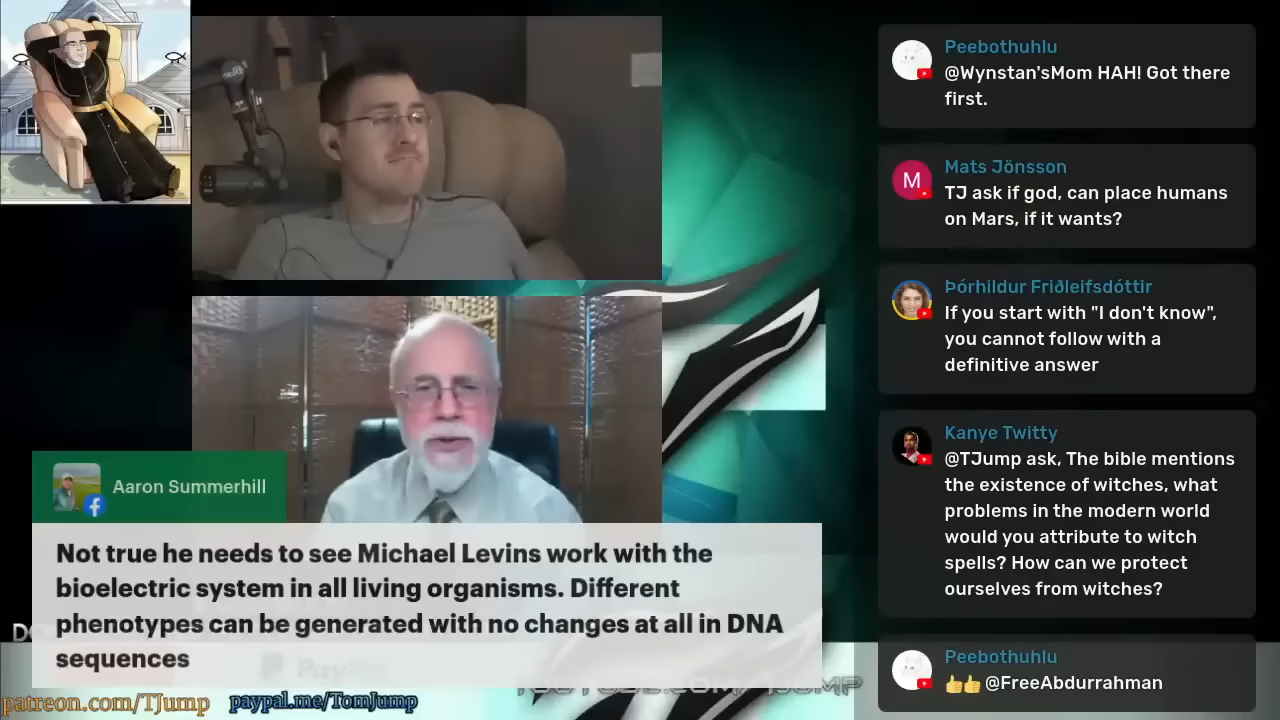 Peebothuhlu
@Wynstan'sMom HAH! Got there
first.
M
Mats Jönsson
TJ ask if god, can place humans
on Mars, if it wants?
Þórhildur Friðleifsdóttir
If you start with "I don't know",
you cannot follow with a
definitive answer
Kanye Twitty
@TJump ask, The bible mentions
the existence of witches, what
problems in the modern world
would you attribute to witch
spells? How can we protect
ourselves from witches?
Peebothuhlu
👍👍@FreeAbdurrahman
Aaron Summerhill
Not true he needs to see Michael Levins work with the
bioelectric system in all living organisms. Different
phenotypes can be generated with no changes at all in DNA
sequences
PayPal
patreon.com/TJump
paypal.me/TomJump
YOUTUBE.COM/TJUMP